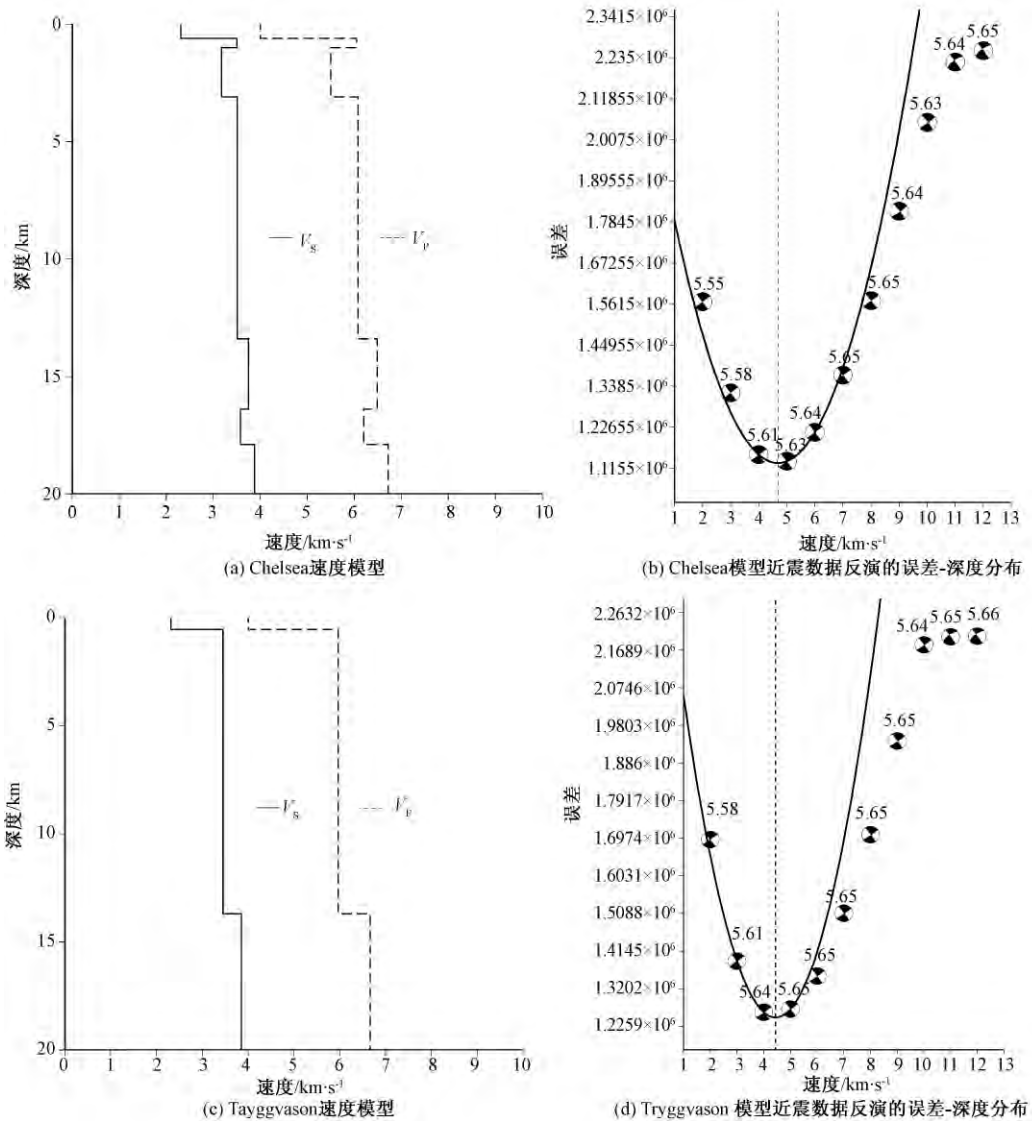 0
5
10
15
20
深度/km
Vs
Vp
0 1 2 3 4 5 6 7 8 9 10
速度/km·s⁻¹
(a) Chelsea速度模型
2.3415×10⁶
2.235×10⁶
2.11855×10⁶
2.0075×10⁶
1.89555×10⁶
1.7845×10⁶
1.67255×10⁶
1.5615×10⁶
1.44955×10⁶
1.3385×10⁶
1.22655×10⁶
1.1155×10⁶
误差
5.55
5.58
5.61
5.63
5.64
5.65
5.65
5.64
5.63
5.64
5.65
1 2 3 4 5 6 7 8 9 10 11 12 13
速度/km·s⁻¹
(b) Chelsea模型近震数据反演的误差-深度分布
0
5
10
15
20
深度/km
Vs
Vp
0 1 2 3 4 5 6 7 8 9 10
速度/km·s⁻¹
(c) Tayggvason速度模型
2.2632×10⁶
2.1689×10⁶
2.0746×10⁶
1.9803×10⁶
1.886×10⁶
1.7917×10⁶
1.6974×10⁶
1.6031×10⁶
1.5088×10⁶
1.4145×10⁶
1.3202×10⁶
1.2259×10⁶
误差
5.58
5.61
5.64
5.65
5.65
5.65
5.65
5.65
5.64
5.65
5.66
1 2 3 4 5 6 7 8 9 10 11 12 13
速度/km·s⁻¹
(d) Tryggvason 模型近震数据反演的误差-深度分布